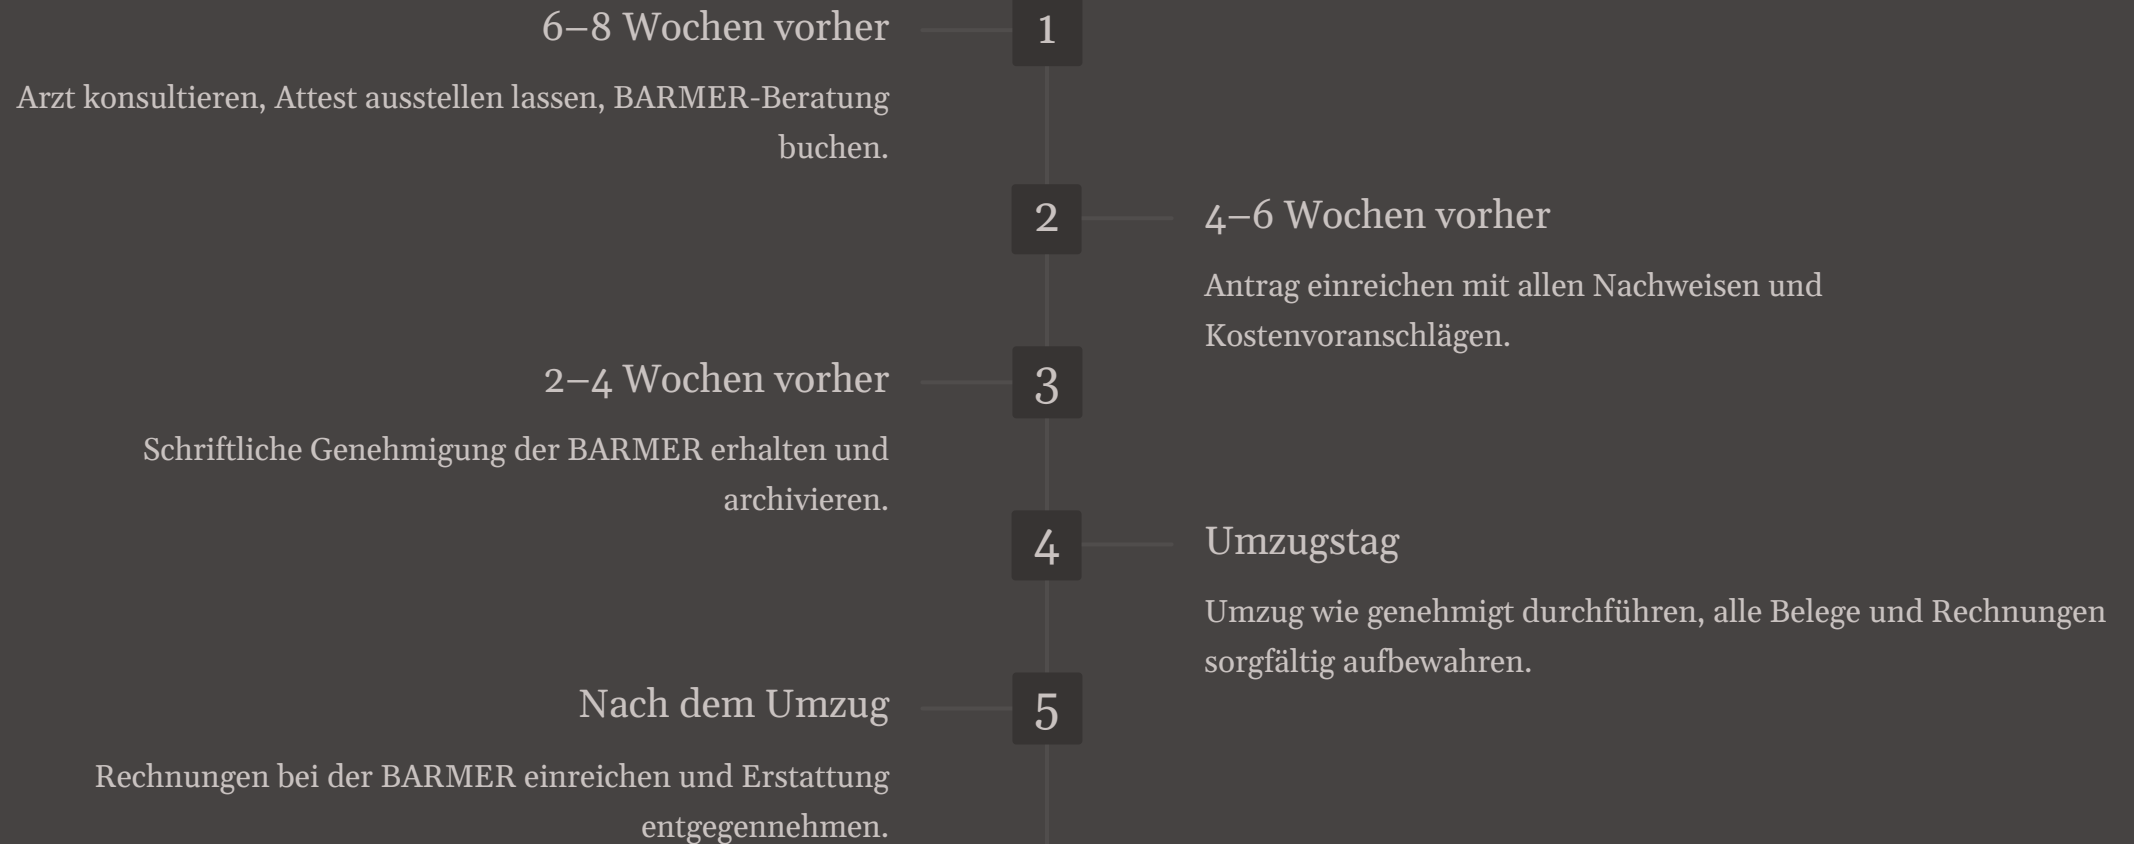 6–8 Wochen vorher
1
Arzt konsultieren, Attest ausstellen lassen, BARMER-Beratung
buchen.
2
4–6 Wochen vorher
Antrag einreichen mit allen Nachweisen und
Kostenvoranschlägen.
2–4 Wochen vorher
3
Schriftliche Genehmigung der BARMER erhalten und
archivieren.
4
Umzugstag
Umzug wie genehmigt durchführen, alle Belege und Rechnungen
sorgfältig aufbewahren.
Nach dem Umzug
5
Rechnungen bei der BARMER einreichen und Erstattung
entgegennehmen.